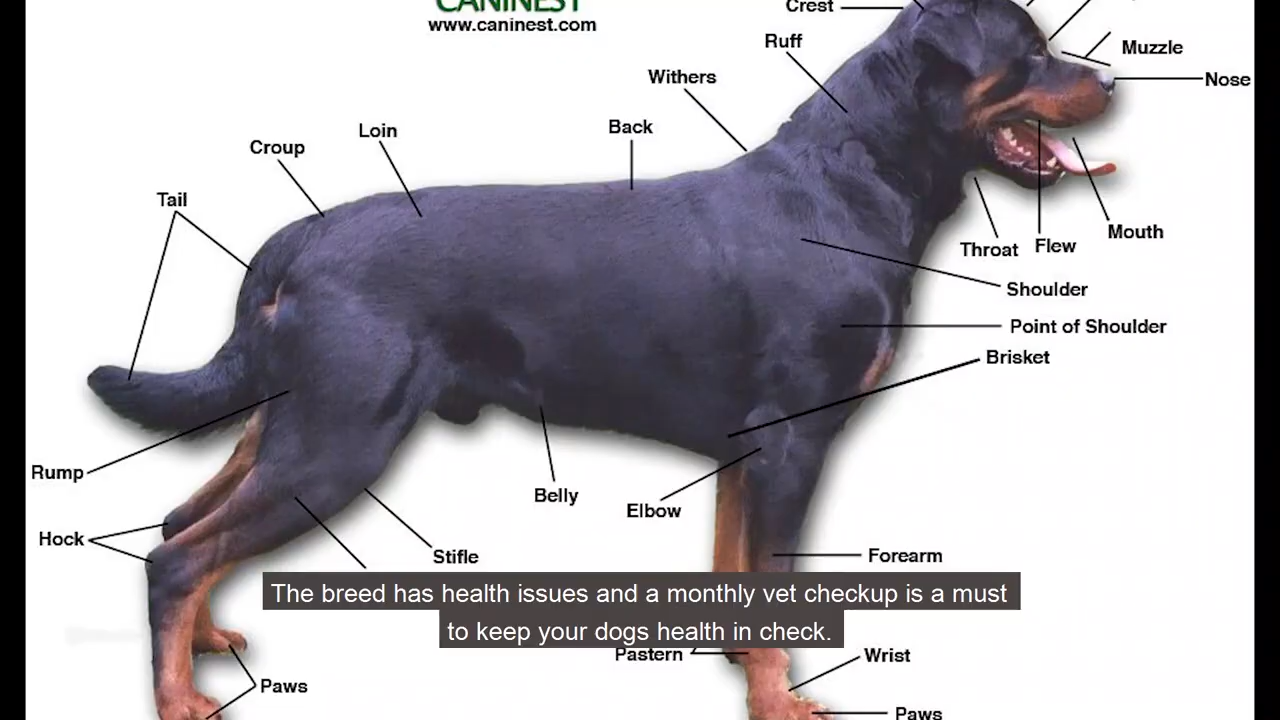 CANINEST
www.caninest.com
Crest
Ruff
Muzzle
Withers
Nose
Back
Loin
Croup
Tail
Mouth
Throat
Flew
Shoulder
Point of Shoulder
Brisket
Rump
Belly
Elbow
Hock
Stifle
Forearm
The breed has health issues and a monthly vet checkup is a must
to keep your dogs health in check.
Pastern
Wrist
Paws
Paws